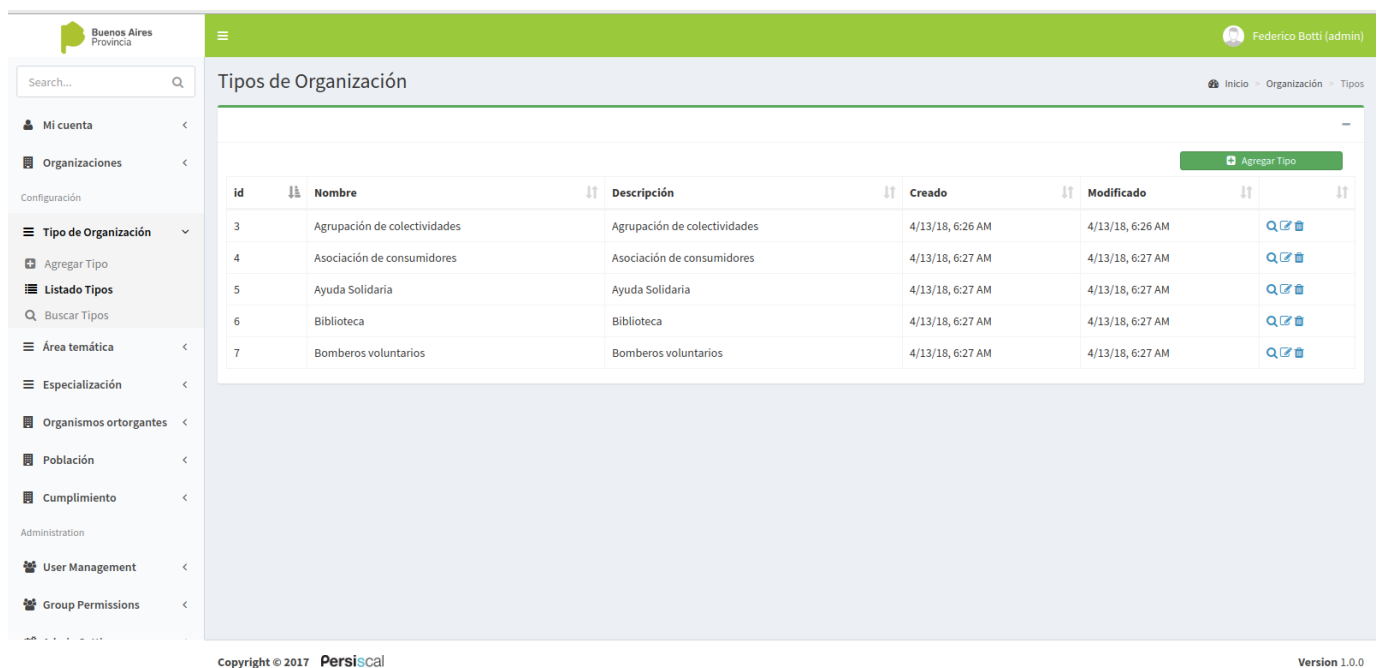 Buenos Aires
Provincia
Federico Botti (admin)
Search...
Tipos de Organización
Inicio > Organización > Tipos
Mi cuenta
Organizaciones
Configuración
Tipo de Organización
Agregar Tipo
Listado Tipos
Buscar Tipos
Área temática
Especialización
Organismos ortorgantes
Población
Cumplimiento
Administration
User Management
Group Permissions
Agregar Tipo
id Nombre Descripción Creado Modificado
3 Agrupación de colectividades Agrupación de colectividades 4/13/18, 6:26 AM 4/13/18, 6:26 AM
4 Asociación de consumidores Asociación de consumidores 4/13/18, 6:27 AM 4/13/18, 6:27 AM
5 Ayuda Solidaria Ayuda Solidaria 4/13/18, 6:27 AM 4/13/18, 6:27 AM
6 Biblioteca Biblioteca 4/13/18, 6:27 AM 4/13/18, 6:27 AM
7 Bomberos voluntarios Bomberos voluntarios 4/13/18, 6:27 AM 4/13/18, 6:27 AM
Copyright © 2017 Persiscal
Version 1.0.0